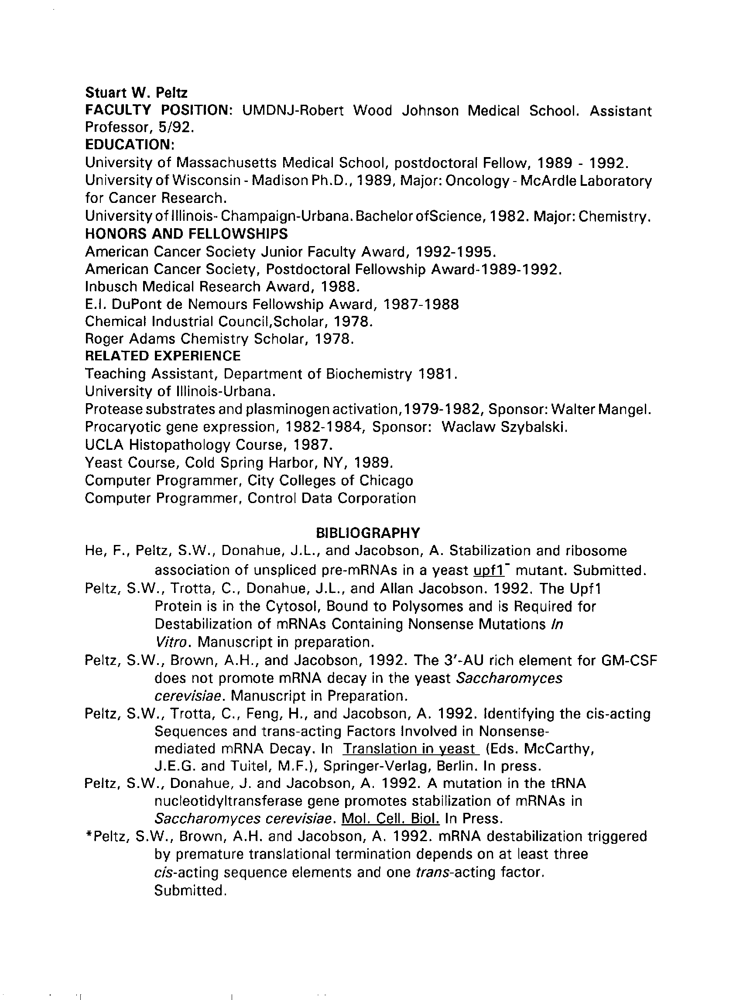 Stuart W. Peltz
FACULTY POSITION: UMDNJ-Robert Wood Johnson Medical School. Assistant
Professor, 5/92.
EDUCATION:
University of Massachusetts Medical School, postdoctoral Fellow, 1989 - 1992.
University of Wisconsin - Madison Ph.D., 1989, Major: Oncology - McArdle Laboratory
for Cancer Research.
University of Illinois- Champaign-Urbana. Bachelor ofScience, 1982. Major: Chemistry.
HONORS AND FELLOWSHIPS
American Cancer Society Junior Faculty Award, 1992-1995.
American Cancer Society, Postdoctoral Fellowship Award-1989-1992.
Inbusch Medical Research Award, 1988.
E.I. DuPont de Nemours Fellowship Award, 1987-1988
Chemical Industrial Council,Scholar, 1978.
Roger Adams Chemistry Scholar, 1978.
RELATED EXPERIENCE
Teaching Assistant, Department of Biochemistry 1981.
University of Illinois-Urbana.
Protease substrates and plasminogen activation,1979-1982, Sponsor: Walter Mangel.
Procaryotic gene expression, 1982-1984, Sponsor: Waclaw Szybalski.
UCLA Histopathology Course, 1987.
Yeast Course, Cold Spring Harbor, NY, 1989.
Computer Programmer, City Colleges of Chicago
Computer Programmer, Control Data Corporation
BIBLIOGRAPHY
He, F., Peltz, S.W., Donahue, J.L., and Jacobson, A. Stabilization and ribosome
association of unspliced pre-mRNAs in a yeast upf1⁻ mutant. Submitted.
Peltz, S.W., Trotta, C., Donahue, J.L., and Allan Jacobson. 1992. The Upf1
Protein is in the Cytosol, Bound to Polysomes and is Required for
Destabilization of mRNAs Containing Nonsense Mutations In
Vitro. Manuscript in preparation.
Peltz, S.W., Brown, A.H., and Jacobson, 1992. The 3'-AU rich element for GM-CSF
does not promote mRNA decay in the yeast Saccharomyces
cerevisiae. Manuscript in Preparation.
Peltz, S.W., Trotta, C., Feng, H., and Jacobson, A. 1992. Identifying the cis-acting
Sequences and trans-acting Factors Involved in Nonsense-
mediated mRNA Decay. In Translation in yeast (Eds. McCarthy,
J.E.G. and Tuitel, M.F.), Springer-Verlag, Berlin. In press.
Peltz, S.W., Donahue, J. and Jacobson, A. 1992. A mutation in the tRNA
nucleotidyltransferase gene promotes stabilization of mRNAs in
Saccharomyces cerevisiae. Mol. Cell. Biol. In Press.
*Peltz, S.W., Brown, A.H. and Jacobson, A. 1992. mRNA destabilization triggered
by premature translational termination depends on at least three
cis-acting sequence elements and one trans-acting factor.
Submitted.